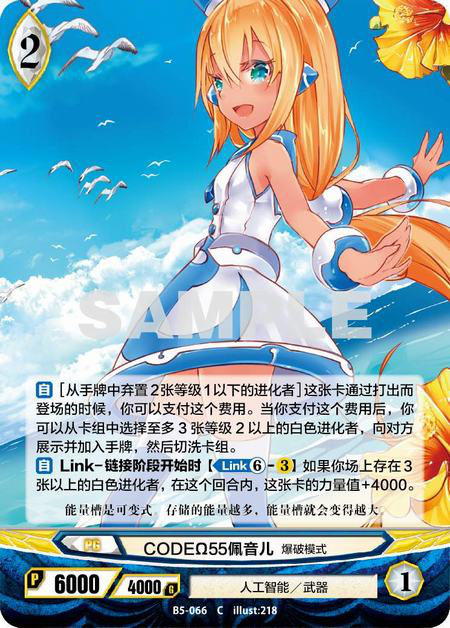 2
SAMPLE
自 [从手牌中弃置2张等级1以下的进化者]这张卡通过打出而
登场的时候,你可以支付这个费用。当你支付这个费用后,你
可以从卡组中选择至多3张等级2以上的白色进化者,向对方
展示并加入手牌,然后切洗卡组。
自 Link-链接阶段开始时【Link 6 - 3】如果你场上存在3
张以上的白色进化者,在这个回合内,这张卡的力量值+4000。
能量槽是可变式 存储的能量越多,能量槽就会变得越大。
PG CODEΩ55佩音儿 爆破模式
P 6000 / 4000 G 人工智能/武器 1
B5-066 C illust:218